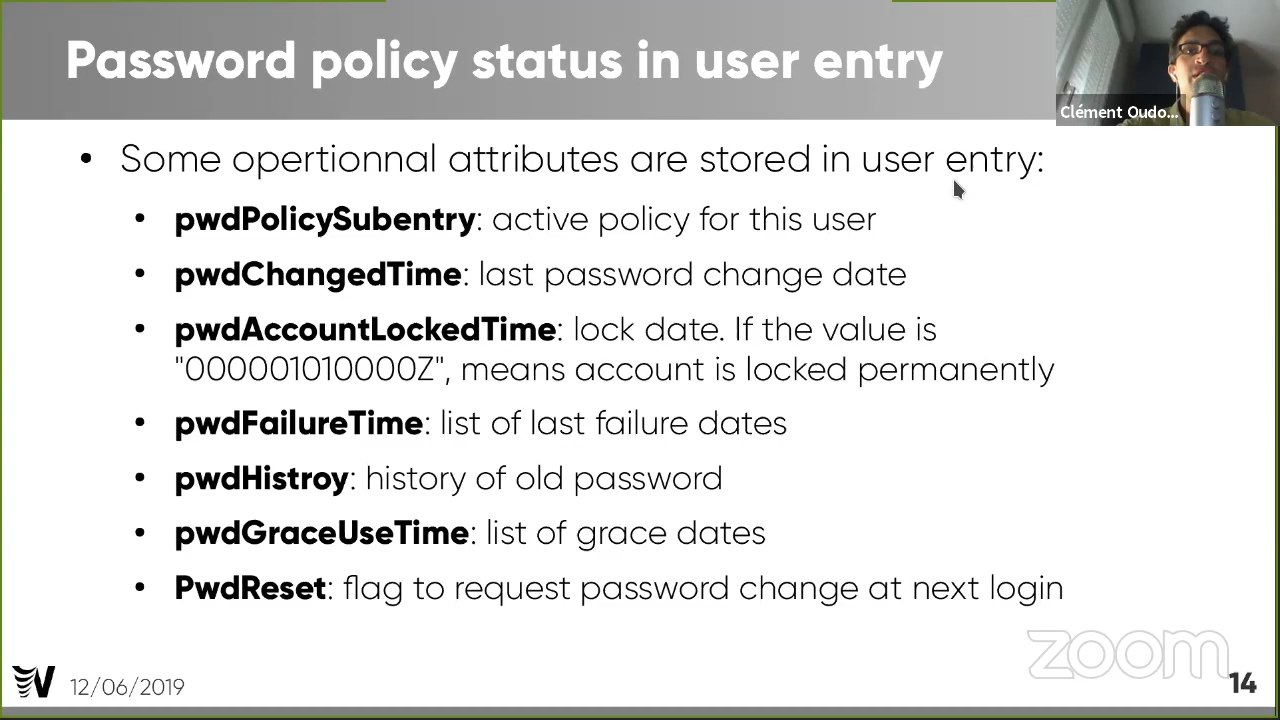 Password policy status in user entry
Clément Oudo...
• Some opertionnal attributes are stored in user entry:
• pwdPolicySubentry: active policy for this user
• pwdChangedTime: last password change date
• pwdAccountLockedTime: lock date. If the value is
"000001010000Z", means account is locked permanently
• pwdFailureTime: list of last failure dates
• pwdHistroy: history of old password
• pwdGraceUseTime: list of grace dates
• PwdReset: flag to request password change at next login
zoom
12/06/2019
14